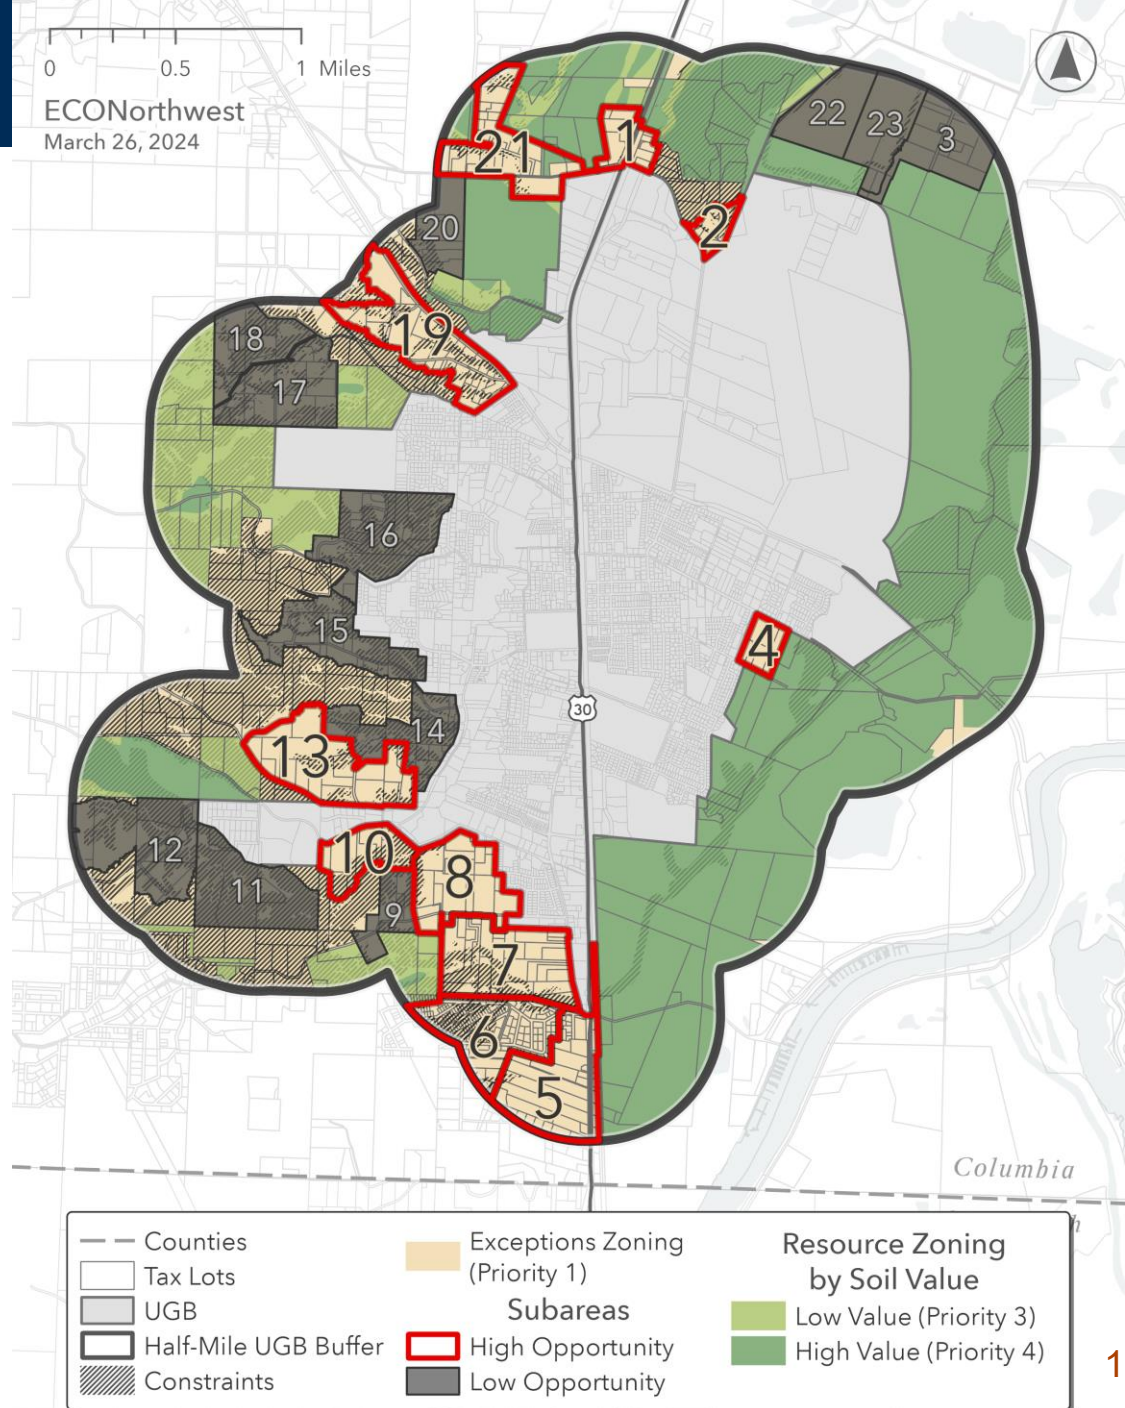 0 0.5 1 Miles
ECONorthwest
March 26, 2024
21
1
2
22
23
3
20
19
18
17
16
15
4
30
14
13
12
11
10
9
8
7
6
5
Columbia
h
Counties
Tax Lots
UGB
Half-Mile UGB Buffer
Constraints
Exceptions Zoning
(Priority 1)
Subareas
High Opportunity
Low Opportunity
Resource Zoning
by Soil Value
Low Value (Priority 3)
High Value (Priority 4)
1